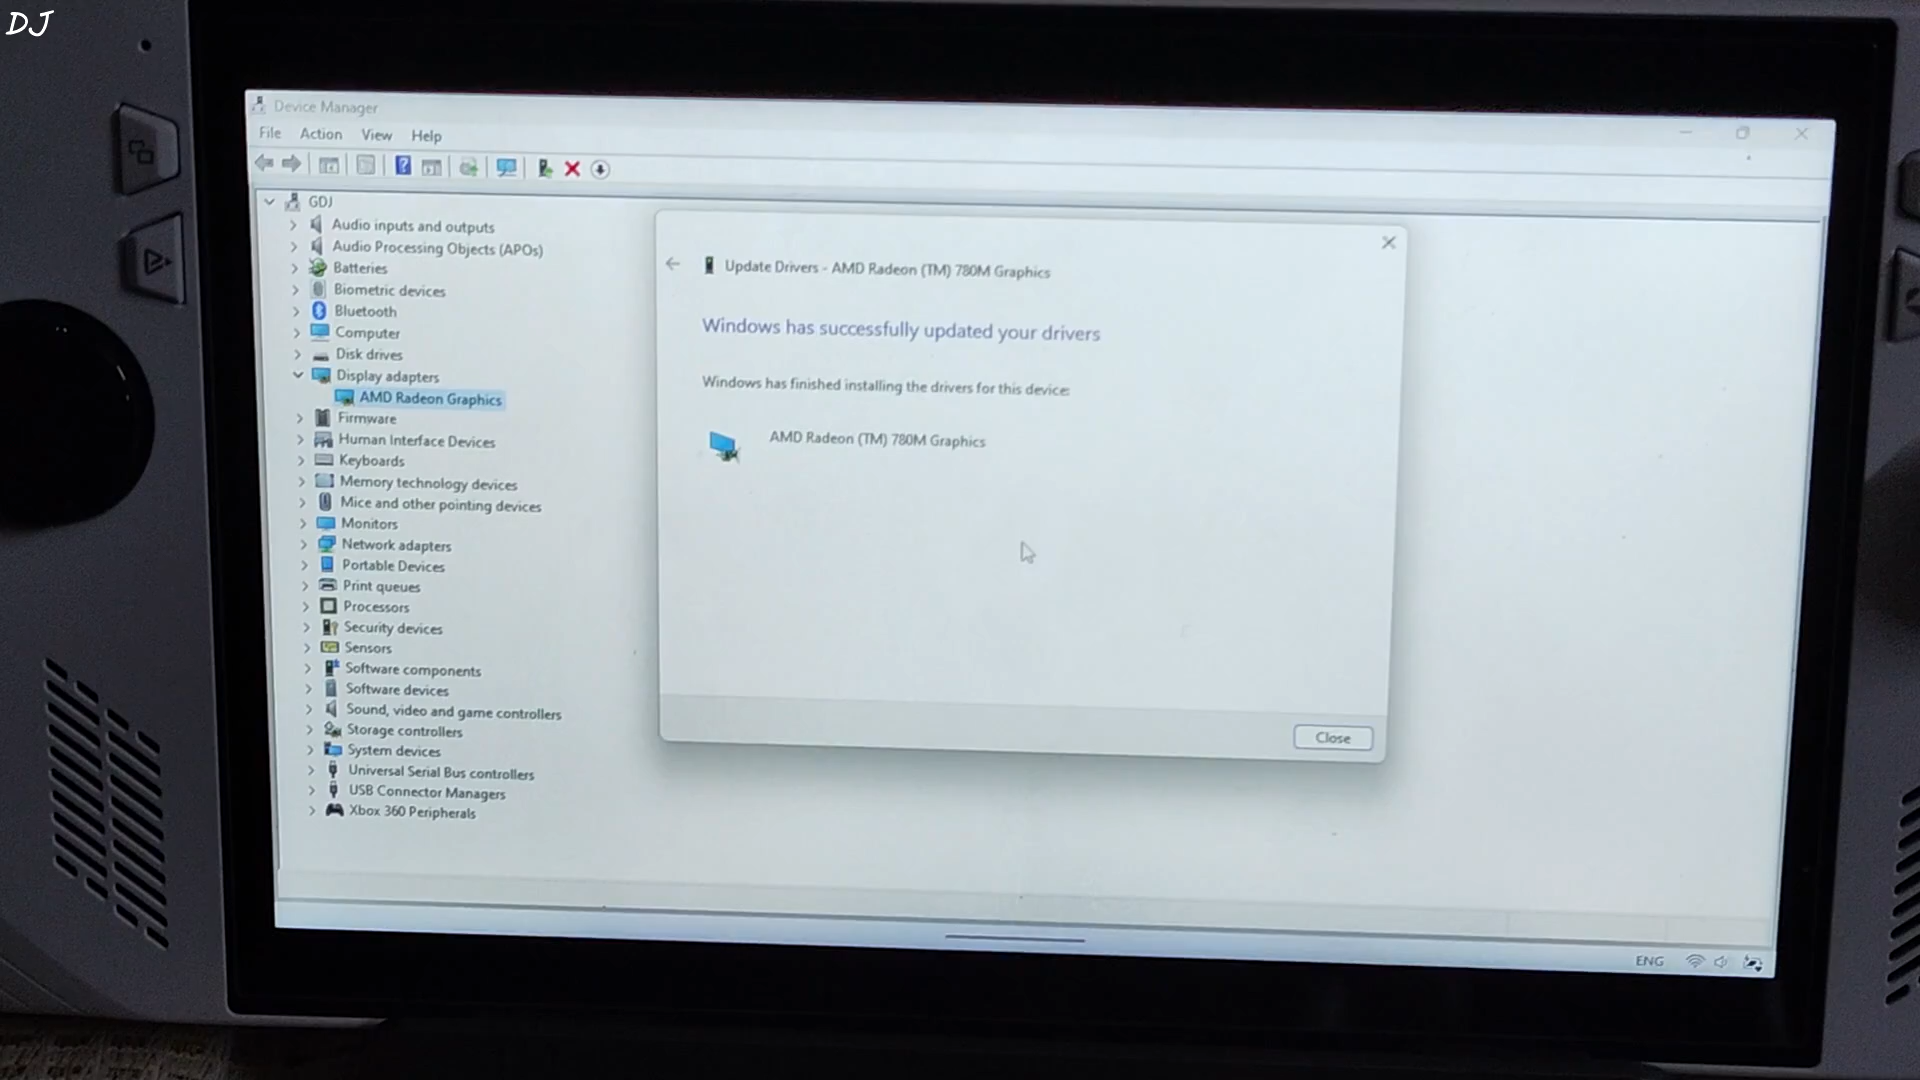 DJ
Device Manager
File Action View Help
GDJ
Audio inputs and outputs
Audio Processing Objects (APOs)
Batteries
Biometric devices
Bluetooth
Computer
Disk drives
Display adapters
AMD Radeon Graphics
Firmware
Human Interface Devices
Keyboards
Memory technology devices
Mice and other pointing devices
Monitors
Network adapters
Portable Devices
Print queues
Processors
Security devices
Sensors
Software components
Software devices
Sound, video and game controllers
Storage controllers
System devices
Universal Serial Bus controllers
USB Connector Managers
Xbox 360 Peripherals
Update Drivers - AMD Radeon (TM) 780M Graphics
Windows has successfully updated your drivers
Windows has finished installing the drivers for this device:
AMD Radeon (TM) 780M Graphics
Close
ENG